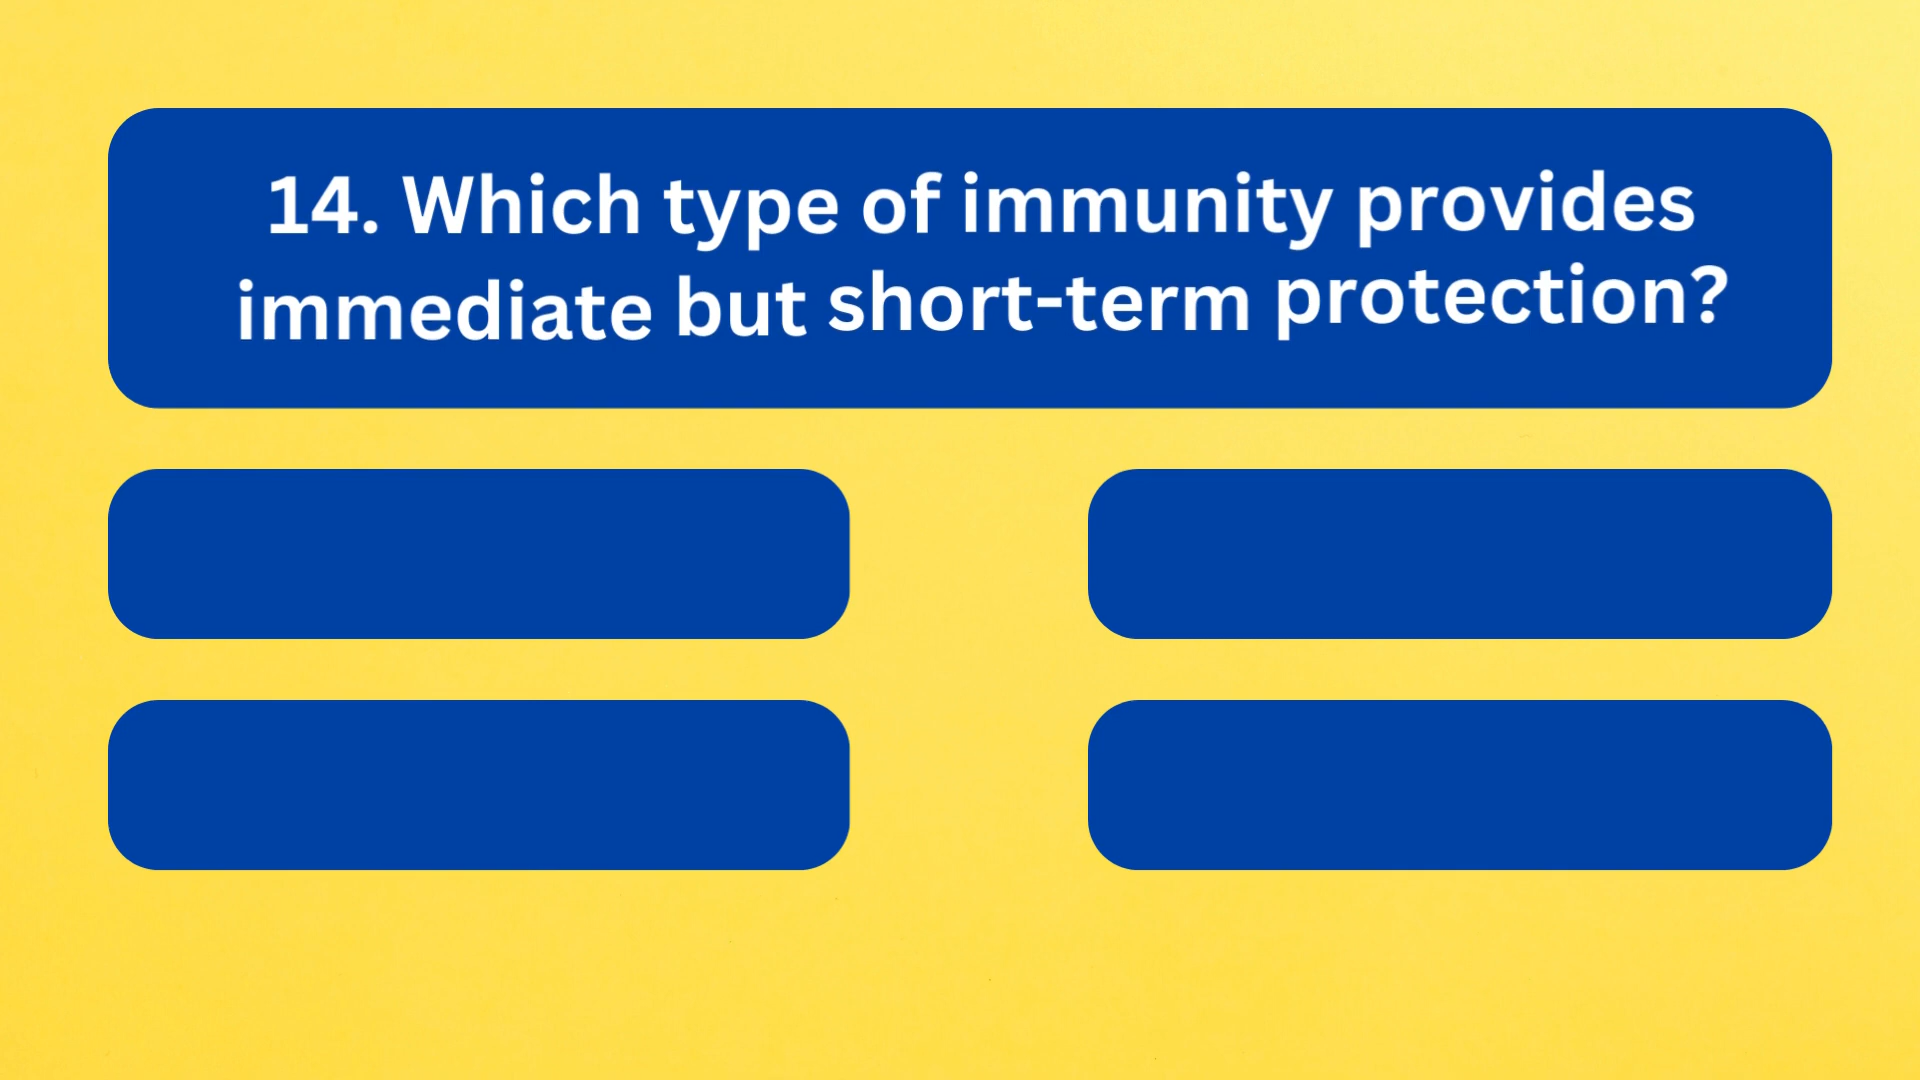 14. Which type of immunity provides
immediate but short-term protection?